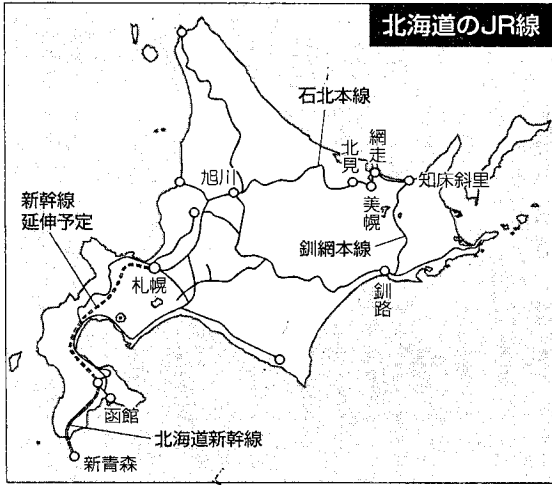 北海道のJR線
石北本線
網走
北見
知床斜里
旭川
美幌
新幹線
延伸予定
釧網本線
札幌
釧路
函館
北海道新幹線
新青森